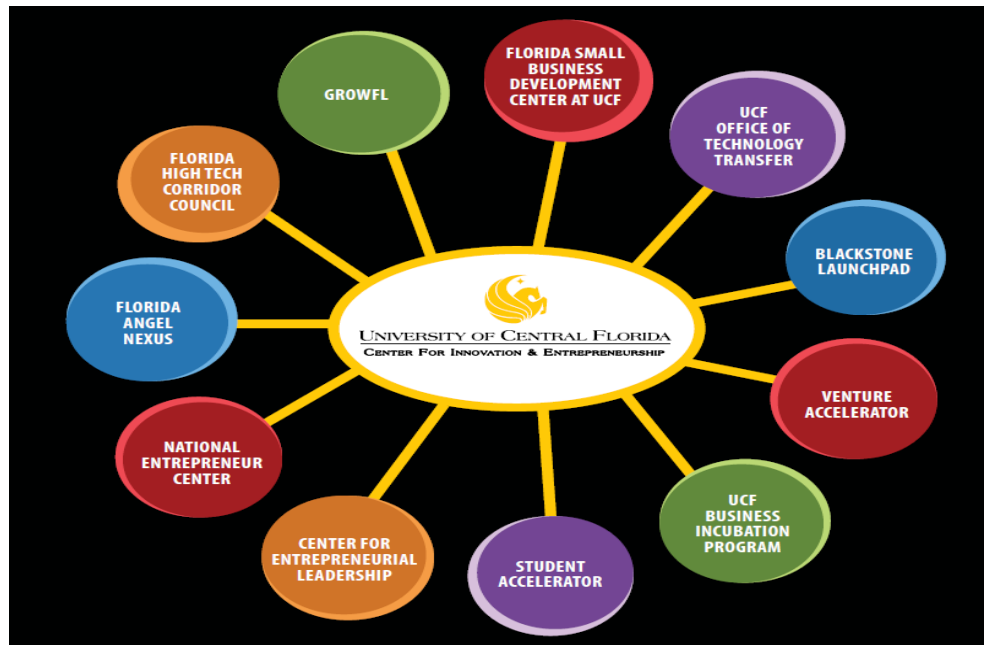 GROWFL
FLORIDA SMALL
BUSINESS
DEVELOPMENT
CENTER AT UCF
UCF
OFFICE OF
TECHNOLOGY
TRANSFER
FLORIDA
HIGH TECH
CORRIDOR
COUNCIL
BLACKSTONE
LAUNCHPAD
FLORIDA
ANGEL
NEXUS
UNIVERSITY OF CENTRAL FLORIDA
CENTER FOR INNOVATION & ENTREPRENEURSHIP
VENTURE
ACCELERATOR
NATIONAL
ENTREPRENEUR
CENTER
UCF
BUSINESS
INCUBATION
PROGRAM
CENTER FOR
ENTREPRENEURIAL
LEADERSHIP
STUDENT
ACCELERATOR